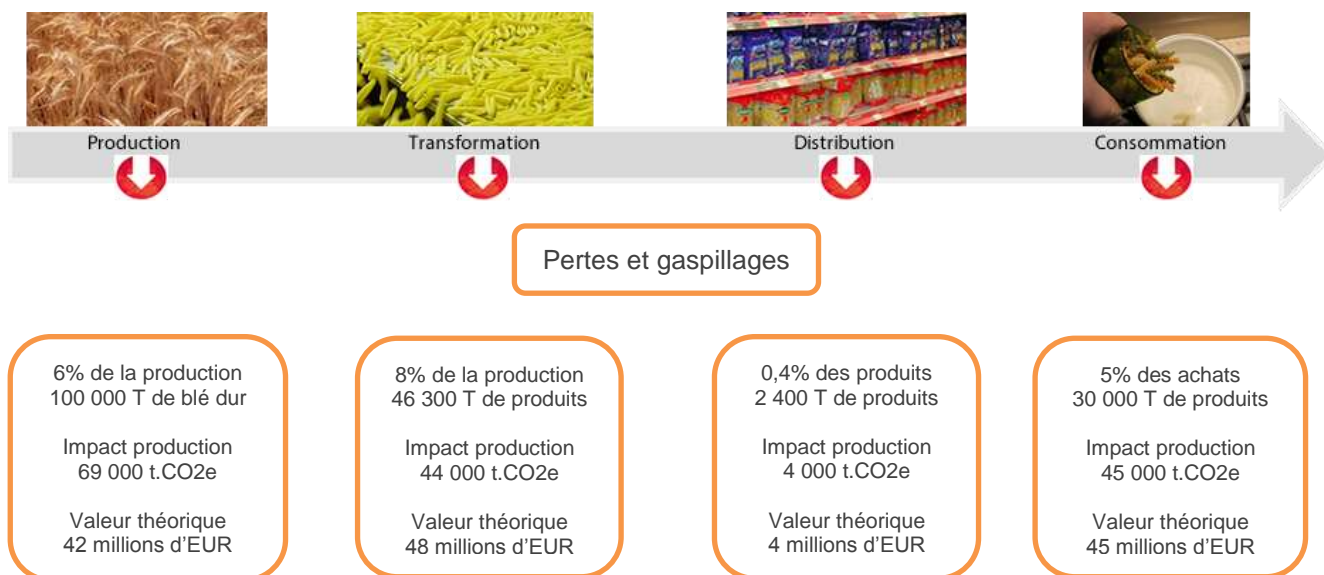 Production
Transformation
Distribution
Consommation
Pertes et gaspillages
6% de la production
100 000 T de blé dur
Impact production
69 000 t.CO2e
Valeur théorique
42 millions d’EUR
8% de la production
46 300 T de produits
Impact production
44 000 t.CO2e
Valeur théorique
48 millions d’EUR
0,4% des produits
2 400 T de produits
Impact production
4 000 t.CO2e
Valeur théorique
4 millions d’EUR
5% des achats
30 000 T de produits
Impact production
45 000 t.CO2e
Valeur théorique
45 millions d’EUR